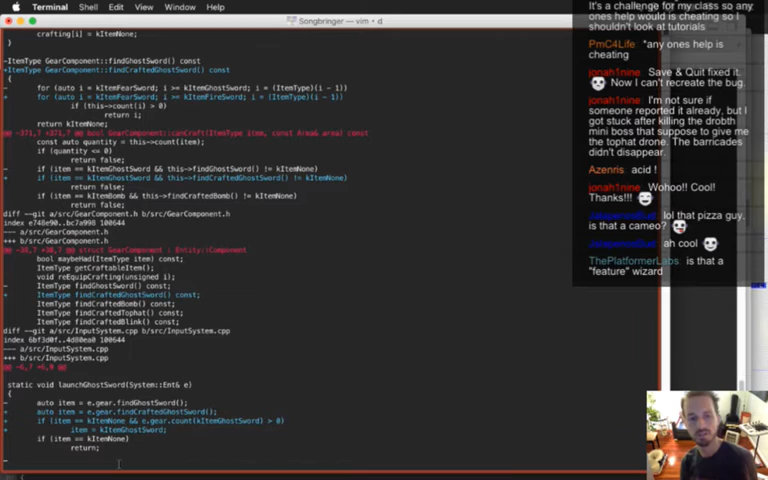 Terminal Shell Edit View Window Help
Songbringer — vim • d
crafting[i] = kItemNone;
}
-ItemType GearComponent::findGhostSword() const
+ItemType GearComponent::findCraftedGhostSword() const
{
- for (auto i = kItemFearSword; i >= kItemGhostSword; i = (ItemType)(i - 1))
+ for (auto i = kItemFearSword; i >= kItemFireSword; i = (ItemType)(i - 1))
if (this->count(i) > 0)
return i;
return kItemNone;
@@ -371,7 +371,7 @@ bool GearComponent::canCraft(ItemType item, const Area& area) const
const auto quantity = this->count(item);
if (quantity <= 0)
return false;
- if (item == kItemGhostSword && this->findGhostSword() != kItemNone)
+ if (item == kItemGhostSword && this->findCraftedGhostSword() != kItemNone)
return false;
if (item == kItemBomb && this->findCraftedBomb() != kItemNone)
return false;
diff --git a/src/GearComponent.h b/src/GearComponent.h
index e748e90..bc7a998 100644
--- a/src/GearComponent.h
+++ b/src/GearComponent.h
@@ -38,7 +38,7 @@ struct GearComponent : Entity::Component
bool maybeHad(ItemType item) const;
ItemType getCraftableItem();
void reEquipCrafting(unsigned i);
- ItemType findGhostSword() const;
+ ItemType findCraftedGhostSword() const;
ItemType findCraftedBomb() const;
ItemType findCraftedTophat() const;
ItemType findCraftedBlink() const;
diff --git a/src/InputSystem.cpp b/src/InputSystem.cpp
index 6bf3d0f..4d80ea0 100644
--- a/src/InputSystem.cpp
+++ b/src/InputSystem.cpp
static void launchGhostSword(System::Ent& e)
{
- auto item = e.gear.findGhostSword();
+ auto item = e.gear.findCraftedGhostSword();
+ if (item == kItemNone && e.gear.count(kItemGhostSword) > 0)
+ item = kItemGhostSword;
if (item == kItemNone)
return;
It's a challenge for my class so any
ones help would is cheating so I
shouldn't look at tutorials
PmC4Life *any ones help is
cheating
jonah1nine Save & Quit fixed it.
Now I can't recreate the bug.
jonah1nine I'm not sure if
someone reported it already, but I
got stuck after killing the drobth
mini boss that suppose to give me
the tophat drone. The barricades
didn't disappear.
Azenris: acid !
jonah1nine Wohoo!! Cool!
Thanks!!!
lol that pizza guy,
is that a cameo?
ah cool
ThePlatformerLabs: is that a
"feature" wizard